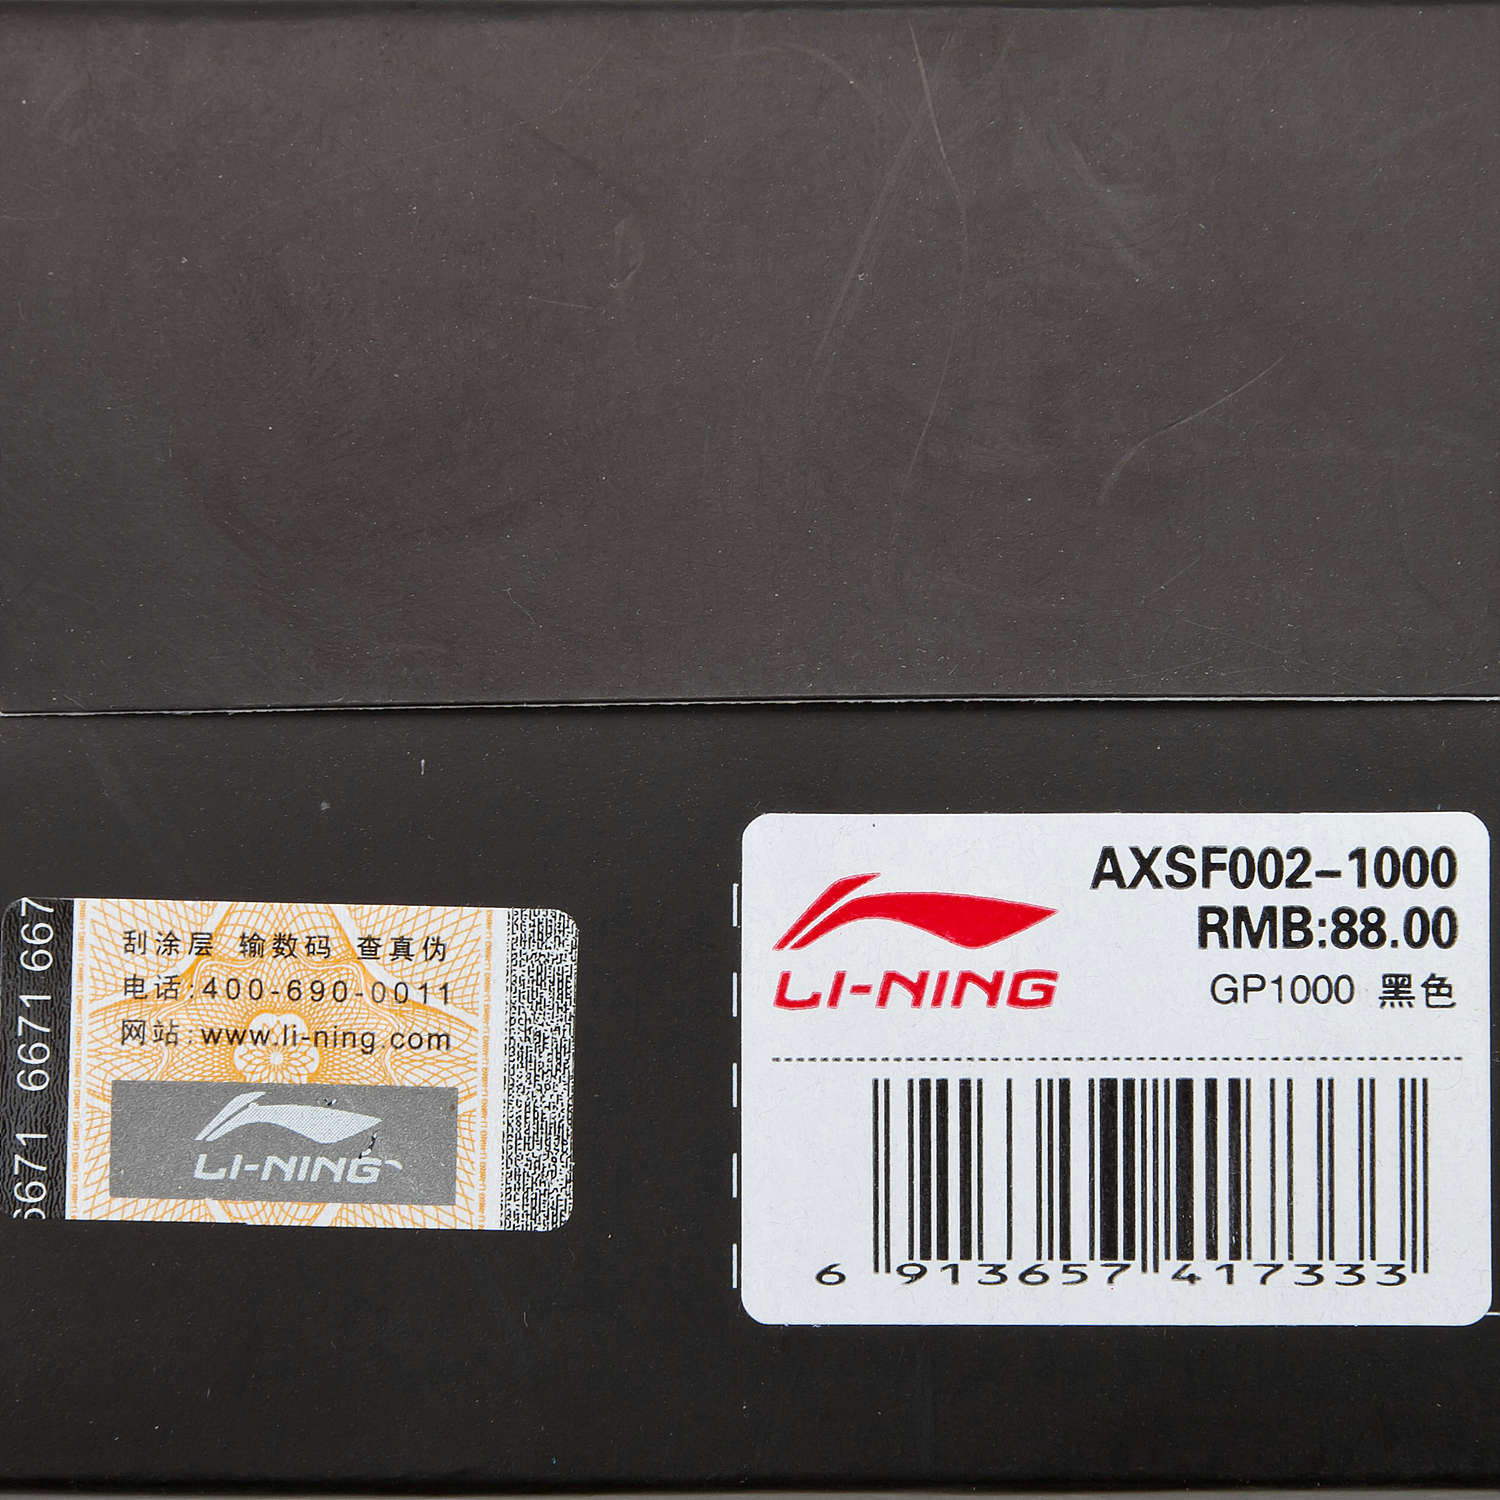 667
6671
6671
刮涂层 输数码 查真伪
电话:400-690-0011
网站:www.li-ning.com
LI-NING
LI-NING
AXSF002-1000
RMB:88.00
GP1000 黑色
6 913657 417333